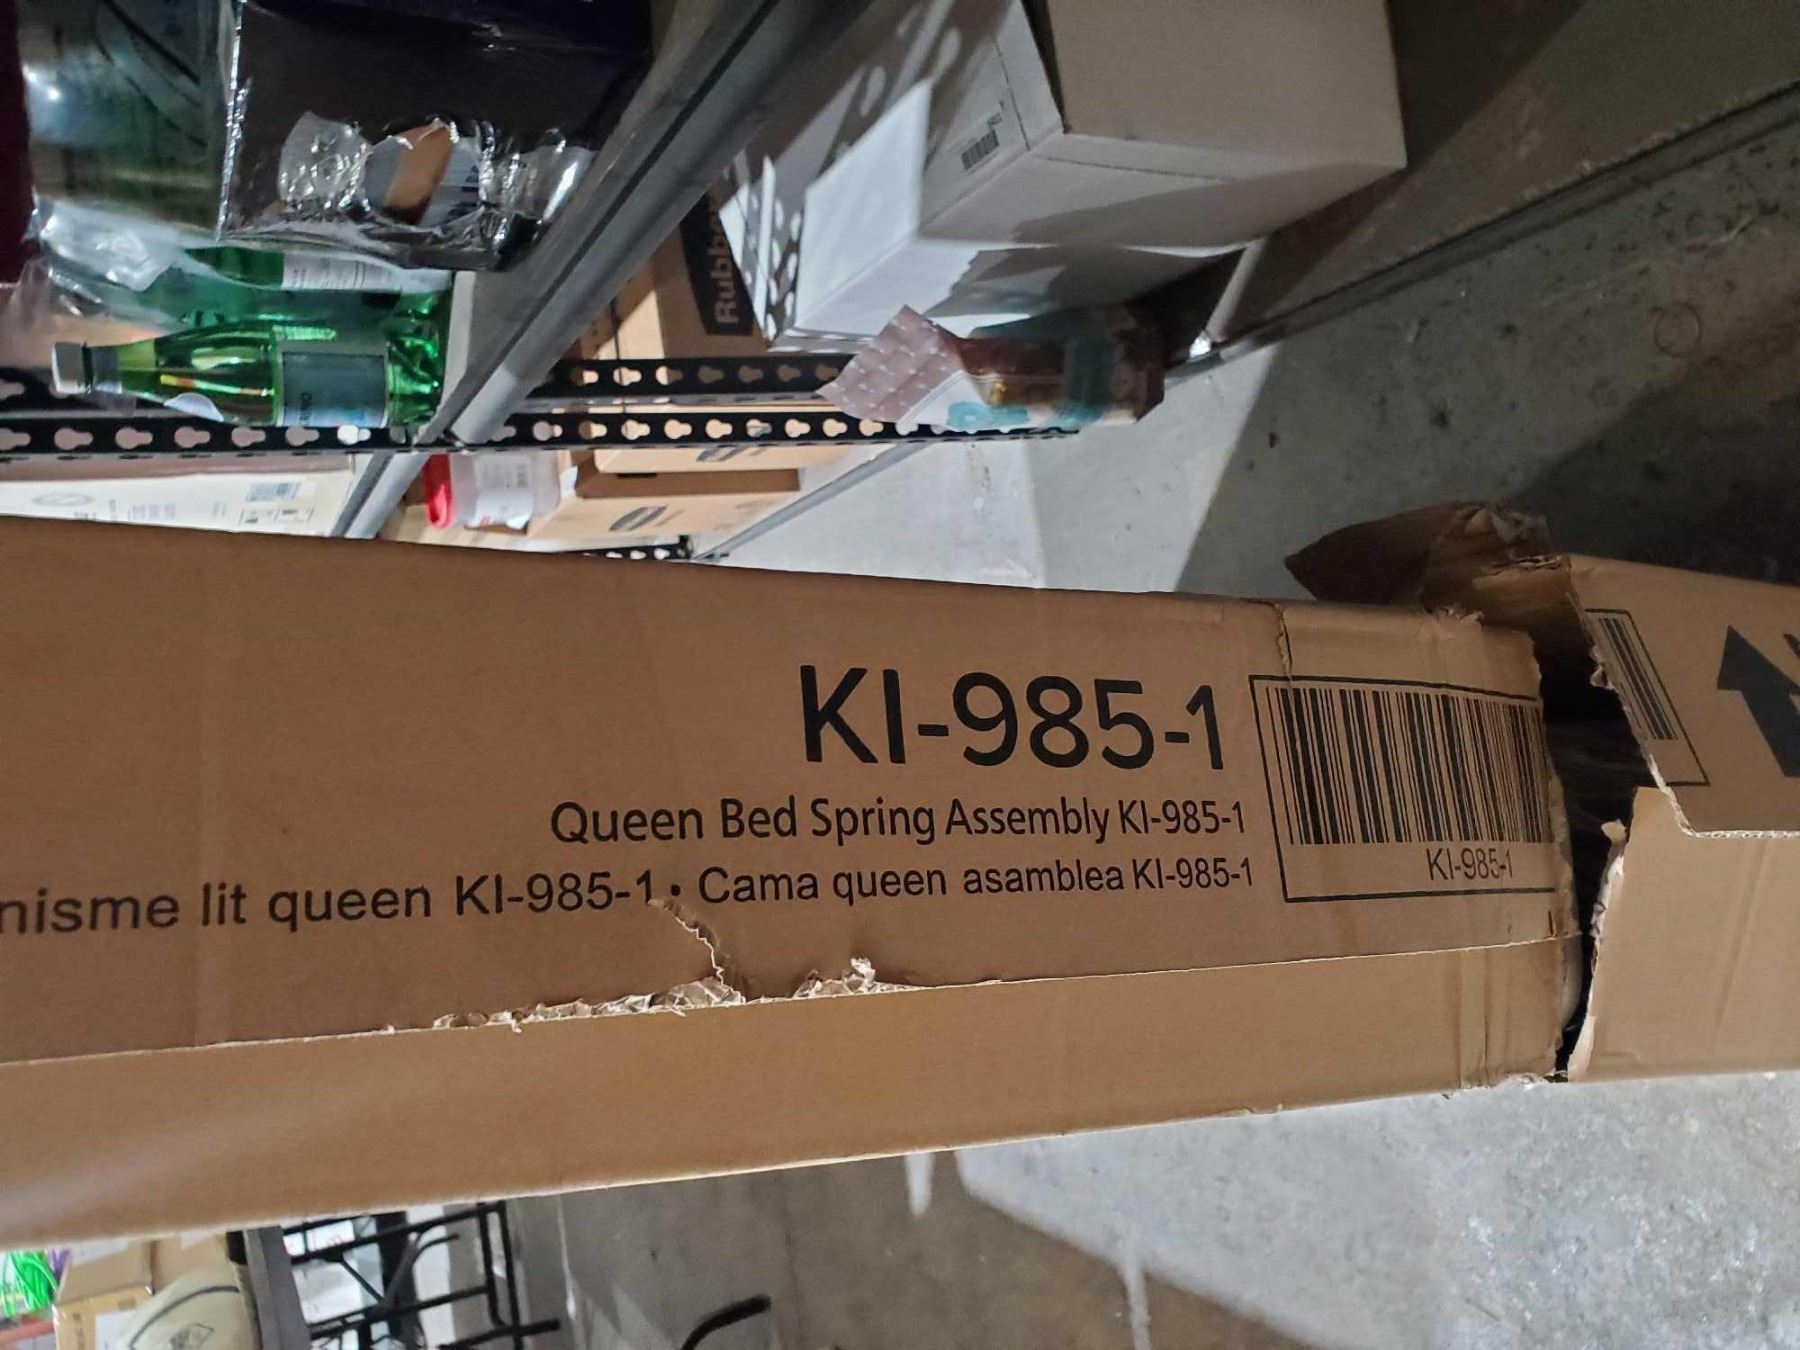 KI-985-1
Queen Bed Spring Assembly KI-985-1
nisme lit queen KI-985-1 • Cama queen asamblea KI-985-1
KI-985-1
Rubb